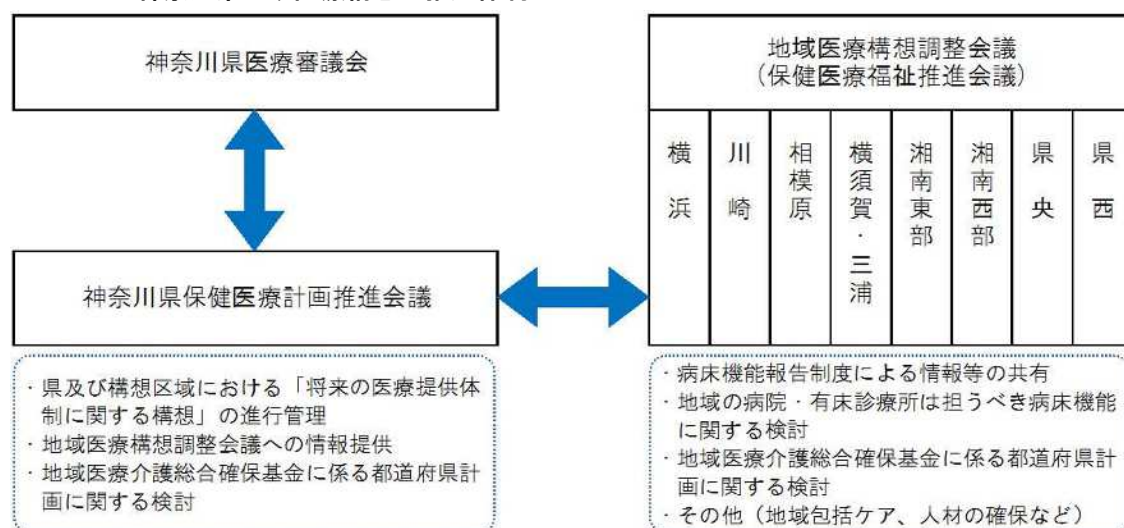 神奈川県医療審議会
地域医療構想調整会議
（保健医療福祉推進会議）
横浜
川崎
相模原
横須賀・三浦
湘南東部
湘南西部
県央
県西
神奈川県保健医療計画推進会議
・県及び構想区域における「将来の医療提供体
制に関する構想」の進行管理
・地域医療構想調整会議への情報提供
・地域医療介護総合確保基金に係る都道府県計
画に関する検討
・病床機能報告制度による情報等の共有
・地域の病院・有床診療所は担うべき病床機能
に関する検討
・地域医療介護総合確保基金に係る都道府県計
画に関する検討
・その他（地域包括ケア、人材の確保など）